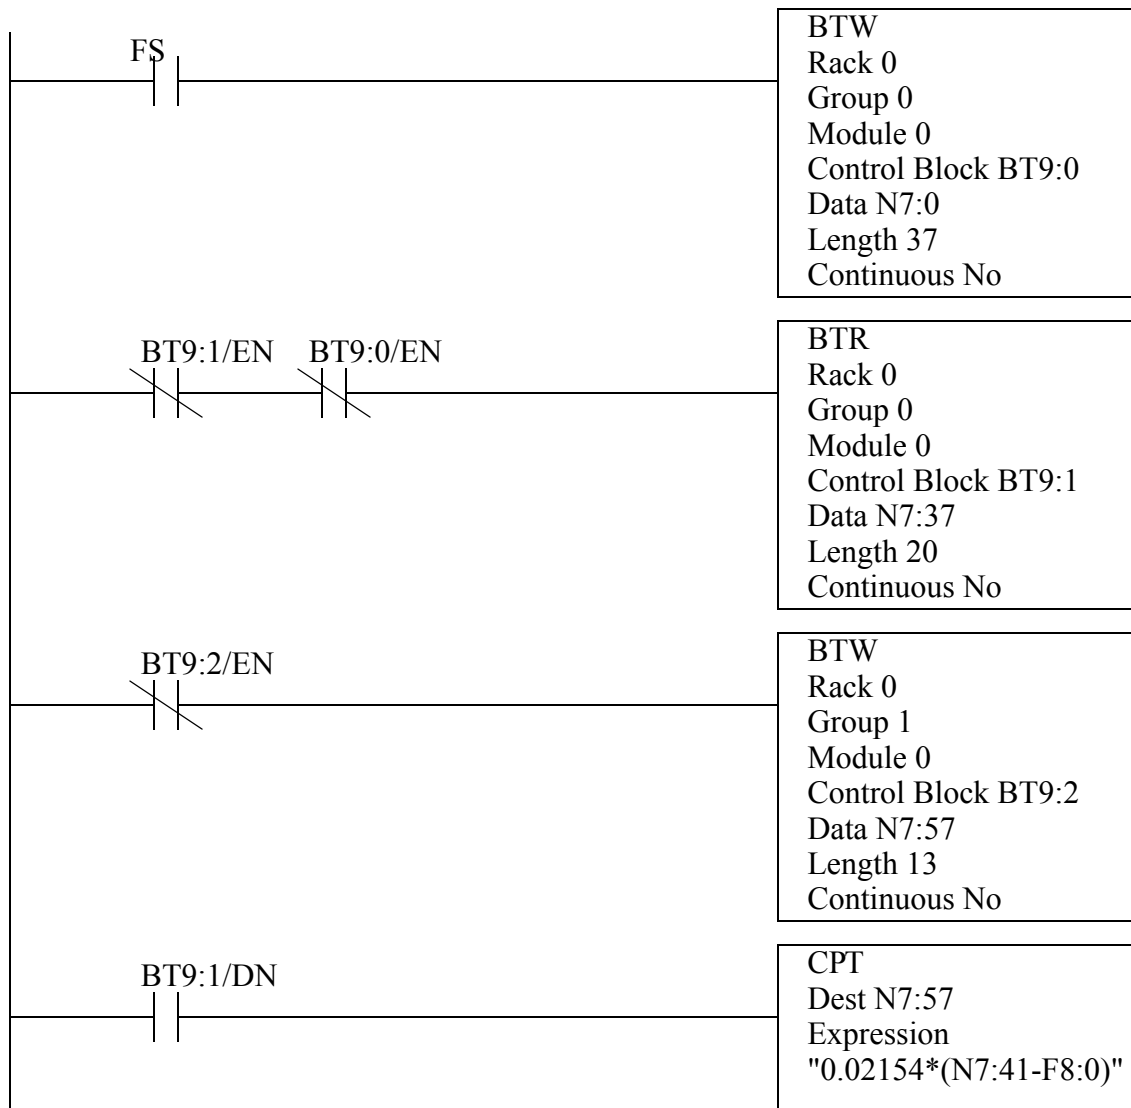 FS
BTW
Rack 0
Group 0
Module 0
Control Block BT9:0
Data N7:0
Length 37
Continuous No
BT9:1/EN BT9:0/EN
BTR
Rack 0
Group 0
Module 0
Control Block BT9:1
Data N7:37
Length 20
Continuous No
BT9:2/EN
BTW
Rack 0
Group 1
Module 0
Control Block BT9:2
Data N7:57
Length 13
Continuous No
BT9:1/DN
CPT
Dest N7:57
Expression
"0.02154*(N7:41-F8:0)"